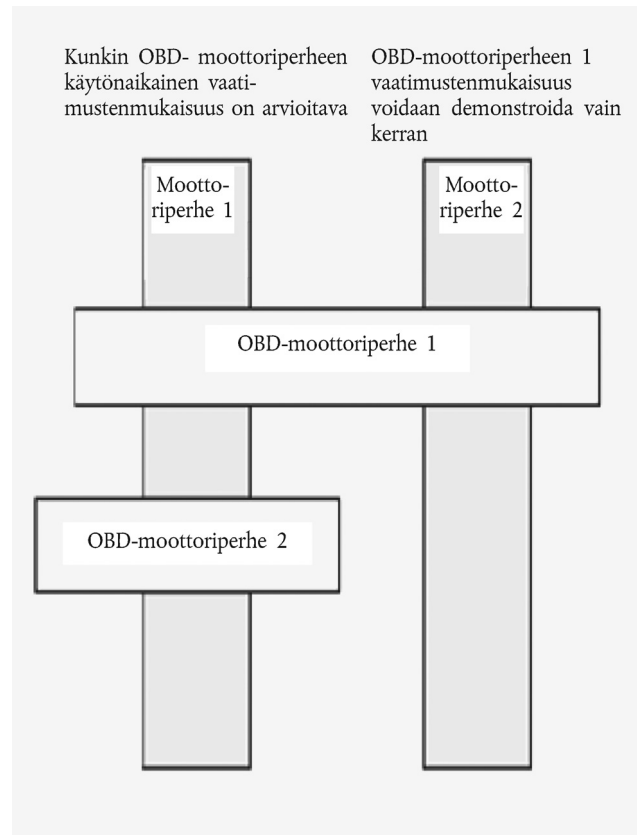 Kunkin OBD- moottoriperheen
käytönaikainen vaati-
mustenmukaisuus on arvioitava
OBD-moottoriperheen 1
vaatimustenmukaisuus
voidaan demonstroida vain
kerran
Mootto-
riperhe 1
Mootto-
riperhe 2
OBD-moottoriperhe 1
OBD-moottoriperhe 2